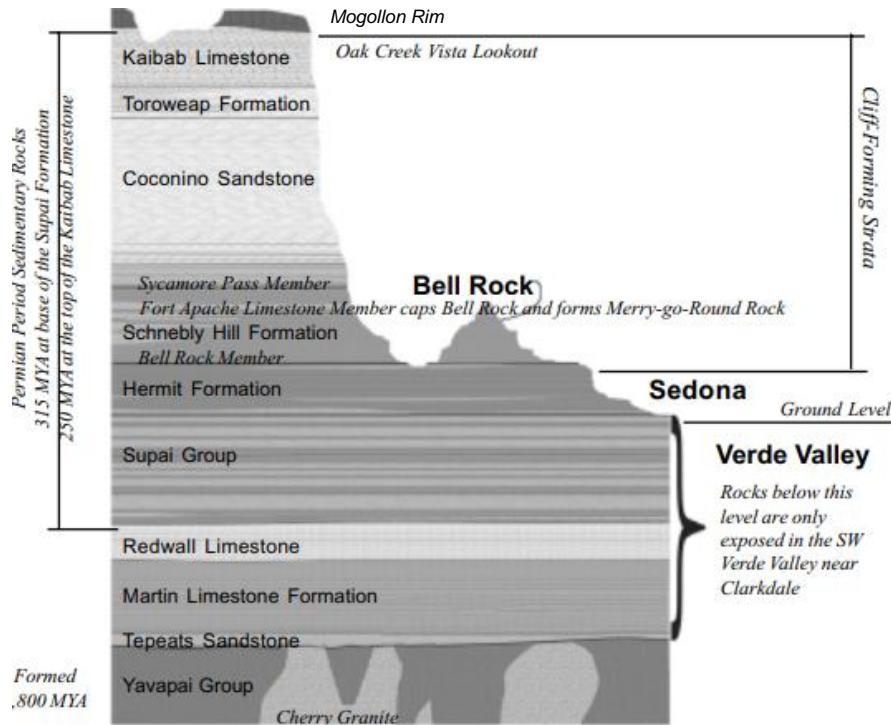 Mogollon Rim
Oak Creek Vista Lookout
Kaibab Limestone
Toroweap Formation
Coconino Sandstone
Sycamore Pass Member
Bell Rock
Fort Apache Limestone Member caps Bell Rock and forms Merry-go-Round Rock
Schnebly Hill Formation
Bell Rock Member
Hermit Formation
Sedona
Ground Level
Supai Group
Verde Valley
Rocks below this
level are only
exposed in the SW
Verde Valley near
Clarkdale
Redwall Limestone
Martin Limestone Formation
Tepeats Sandstone
Yavapai Group
Cherry Granite
Formed
,800 MYA
Permian Period Sedimentary Rocks
315 MYA at base of the Supai Formation
250 MYA at the top of the Kaibab Limestone
Cliff-Forming Strata